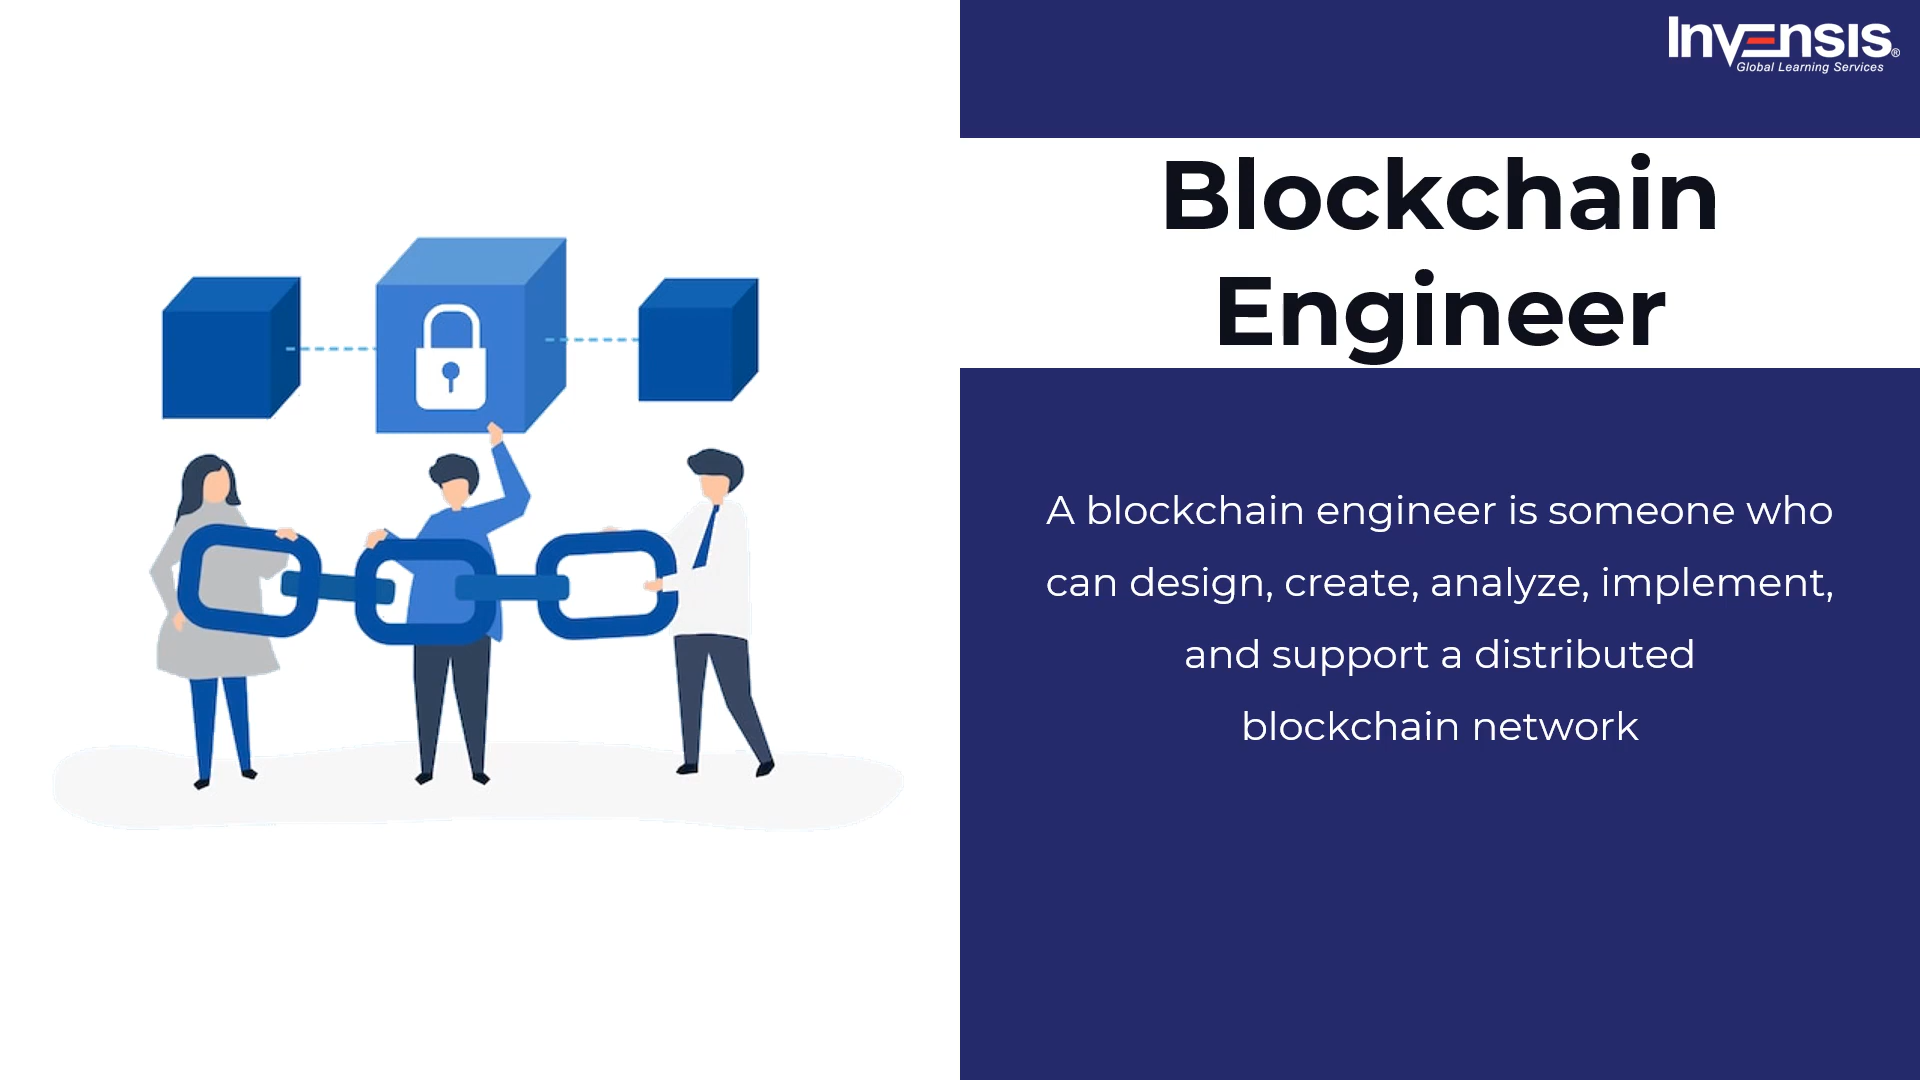 Invensis®
Global Learning Services
Blockchain
Engineer
A blockchain engineer is someone who
can design, create, analyze, implement,
and support a distributed
blockchain network